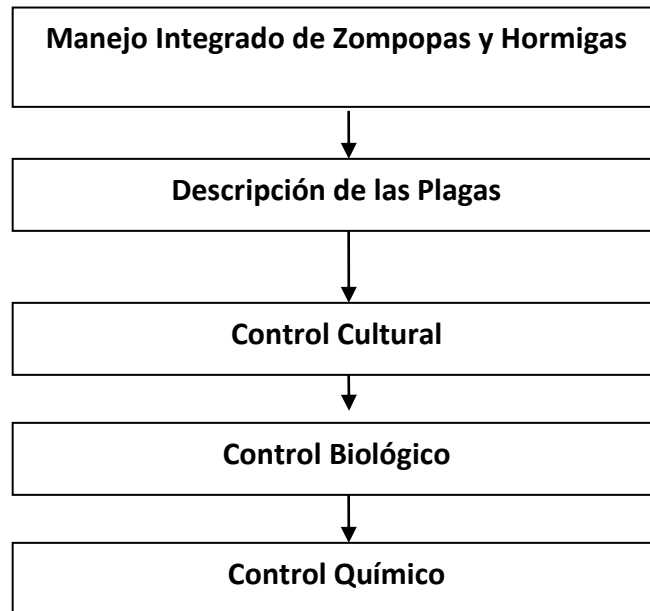 Manejo Integrado de Zompopas y Hormigas
Descripción de las Plagas
Control Cultural
Control Biológico
Control Químico